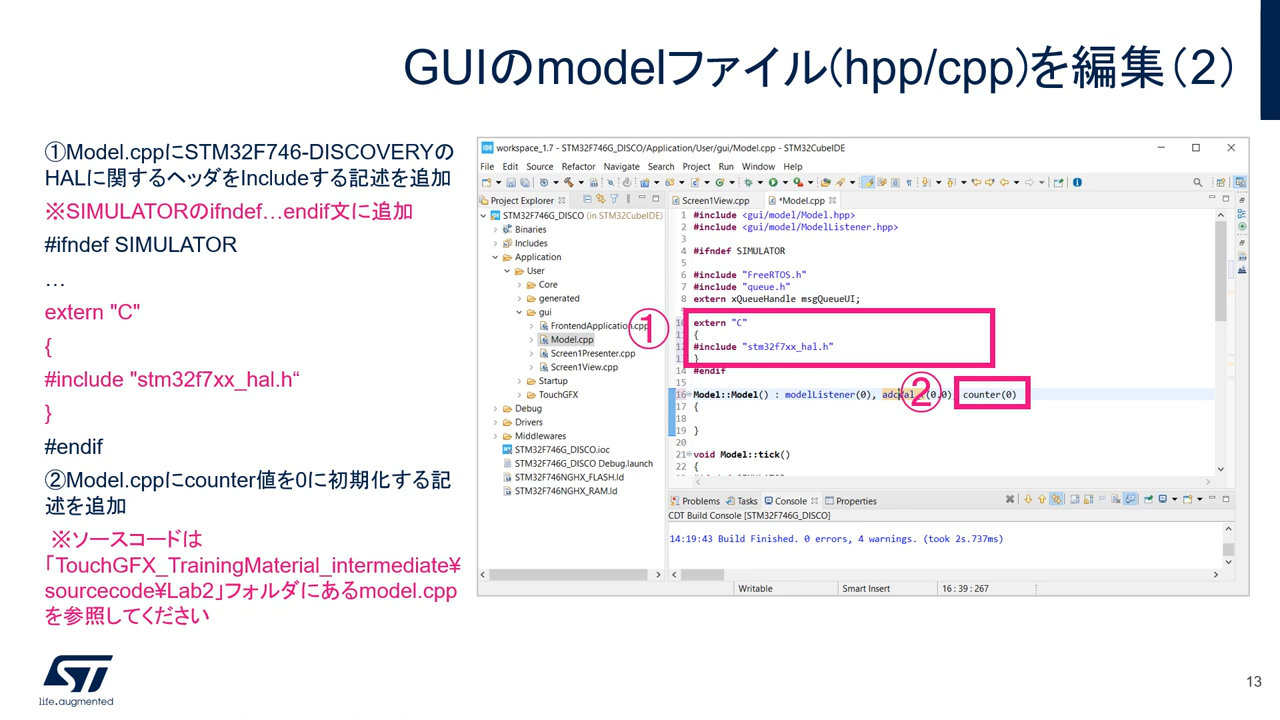 GUIのmodelファイル(hpp/cpp)を編集（2）
①Model.cppにSTM32F746-DISCOVERYの
HALに関するヘッダをIncludeする記述を追加
※SIMULATORのifndef…endif文に追加
#ifndef SIMULATOR
…
extern "C"
{
#include "stm32f7xx_hal.h“
}
#endif
②Model.cppにcounter値を0に初期化する記
述を追加
※ソースコードは
「TouchGFX_TrainingMaterial_intermediate¥
sourcecode¥Lab2」フォルダにあるmodel.cpp
を参照してください
ST
life.augmented
IDE workspace_1.7 - STM32F746G_DISCO/Application/User/gui/Model.cpp - STM32CubeIDE
File Edit Source Refactor Navigate Search Project Run Window Help
Project Explorer
STM32F746G_DISCO (in STM32CubeIDE)
Binaries
Includes
Application
User
Core
generated
gui
FrontendApplication.cpp
Model.cpp
Screen1Presenter.cpp
Screen1View.cpp
Startup
TouchGFX
Debug
Drivers
Middlewares
STM32F746G_DISCO.ioc
STM32F746G_DISCO Debug.launch
STM32F746NGHX_FLASH.ld
STM32F746NGHX_RAM.ld
Screen1View.cpp *Model.cpp
1 #include <gui/model/Model.hpp>
2 #include <gui/model/ModelListener.hpp>
3
4 #ifndef SIMULATOR
5
6 #include "FreeRTOS.h"
7 #include "queue.h"
8 extern xQueueHandle msgQueueUI;
9
①
10 extern "C"
11 {
12 #include "stm32f7xx_hal.h"
13 }
14 #endif
15
②
16 Model::Model() : modelListener(0), (0.0) counter(0)
17 {
18
19 }
20
21 void Model::tick()
22 {
Problems Tasks Console Properties
CDT Build Console [STM32F746G_DISCO]
14:19:43 Build Finished. 0 errors, 4 warnings. (took 2s.737ms)
Writable Smart Insert 16 : 39 : 267
13